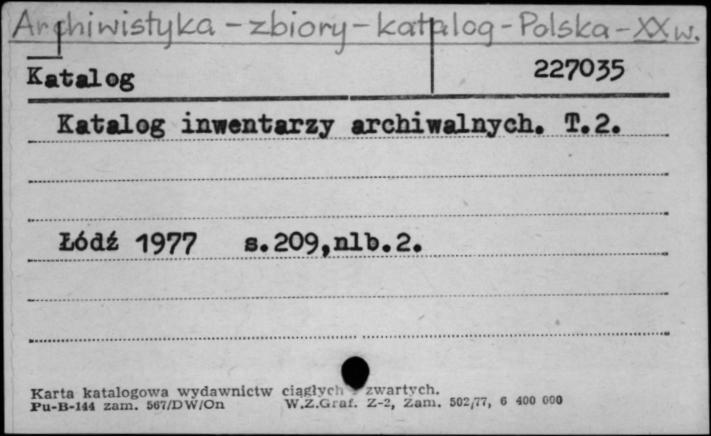 Archiwistyka - zbiory - katalog - Polska - XX w.
Katalog 227035
Katalog inwentarzy archiwalnych. T.2.
Łódź 1977 s.209,nlb.2.
Karta katalogowa wydawnictw ciągłych i zwartych.
Pu-B-144 zam. 567/DW/On W.Z.Graf. Z-2, Zam. 502/77, 6 400 000